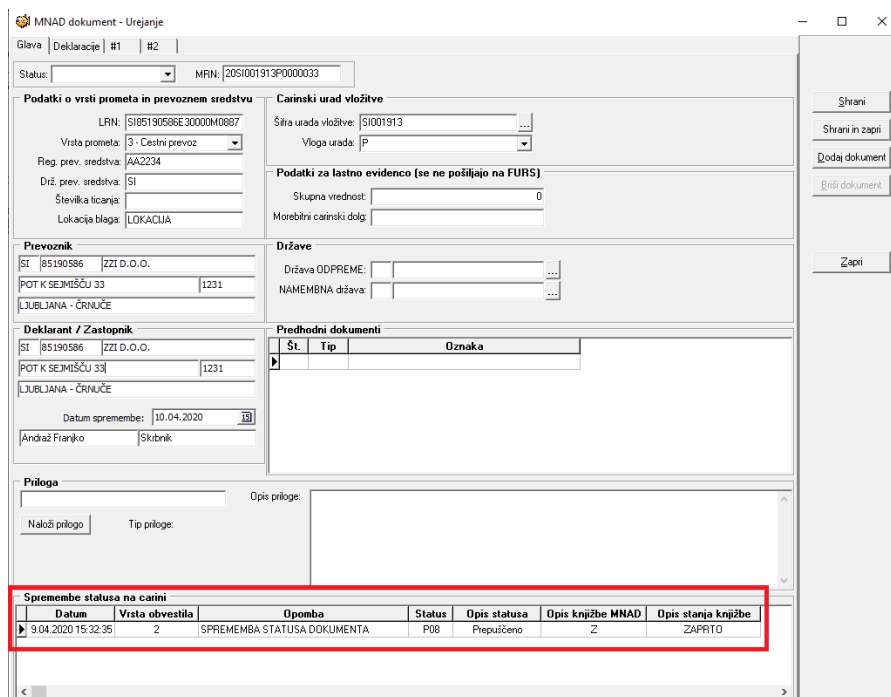 MNAD dokument - Urejanje
Glava Deklaracije #1 #2
Status: MRN: 20SI001913P0000033
Podatki o vrsti prometa in prevoznem sredstvu
LRN: SI85190586E30000M0887
Vrsta prometa: 3 - Cestni prevoz
Reg. prev. sredstva: AA2234
Drž. prev. sredstva: SI
Številka ticanja:
Lokacija blaga: LOKACIJA
Carinski urad vložitve
Šifra urada vložitve: SI001913 ...
Vloga urada: P
Podatki za lastno evidenco (se ne pošiljajo na FURS)
Skupna vrednost: 0
Morebitni carinski dolg:
Prevoznik
SI 85190586 ZZI D.O.O.
POT K SEJMIŠČU 33 1231
LJUBLJANA - ČRNUČE
Države
Država ODPREME: ...
NAMEMBNA država: ...
Deklarant / Zastopnik
SI 85190586 ZZI D.O.O.
POT K SEJMIŠČU 33 1231
LJUBLJANA - ČRNUČE
Datum spremembe: 10.04.2020 15
Andraž Franjko Skrbnik
Predhodni dokumenti
Št. Tip Oznaka
Priloga
Naloži prilogo Tip priloge:
Opis priloge:
Spremembe statusa na carini
Datum Vrsta obvestila Opomba Status Opis statusa Opis knjižbe MNAD Opis stanja knjižbe
9.04.2020 15:32:35 2 SPREMEMBA STATUSA DOKUMENTA P08 Prepuščeno Z ZAPRTO
Shrani
Shrani in zapri
Dodaj dokument
Briši dokument
Zapri